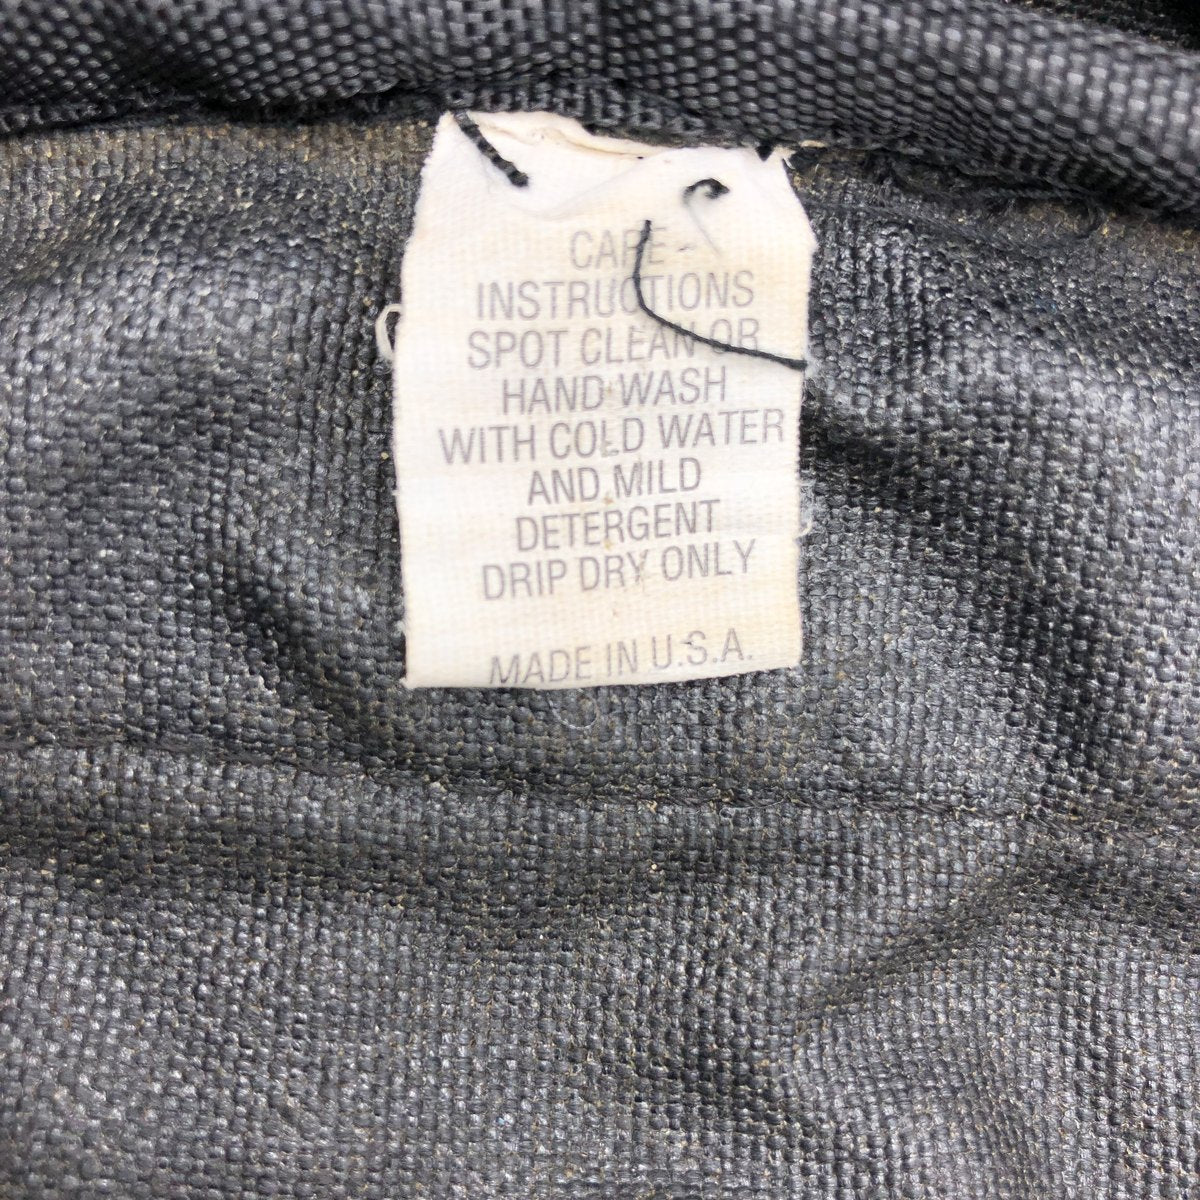 CARE
INSTRUCTIONS
SPOT CLEAN OR
HAND WASH
WITH COLD WATER
AND MILD
DETERGENT
DRIP DRY ONLY
MADE IN U.S.A.